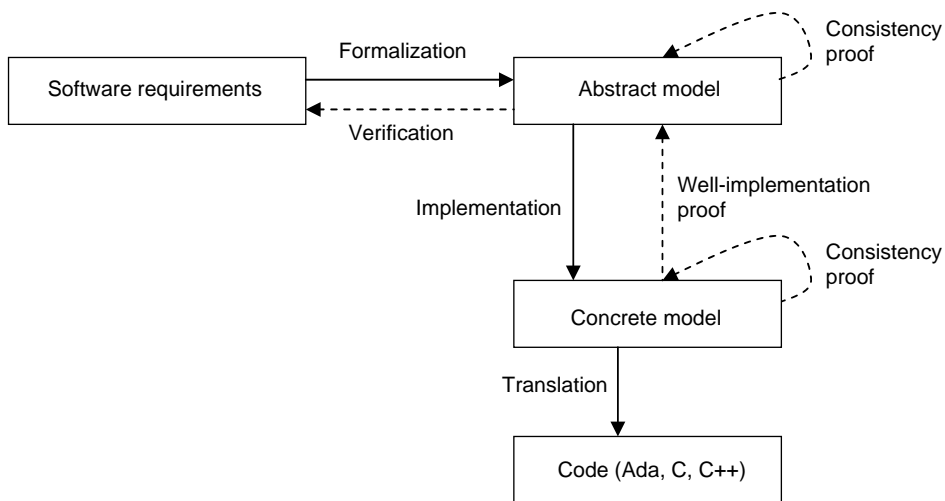 Formalization
Consistency
proof
Software requirements
Abstract model
Verification
Implementation
Well-implementation
proof
Consistency
proof
Concrete model
Translation
Code (Ada, C, C++)